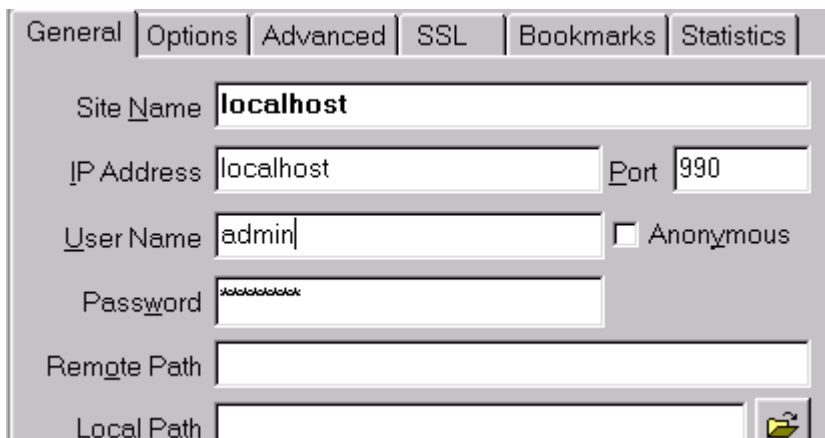 General Options Advanced SSL Bookmarks Statistics
Site Name localhost
IP Address localhost Port 990
User Name admin Anonymous
Password *********
Remote Path
Local Path